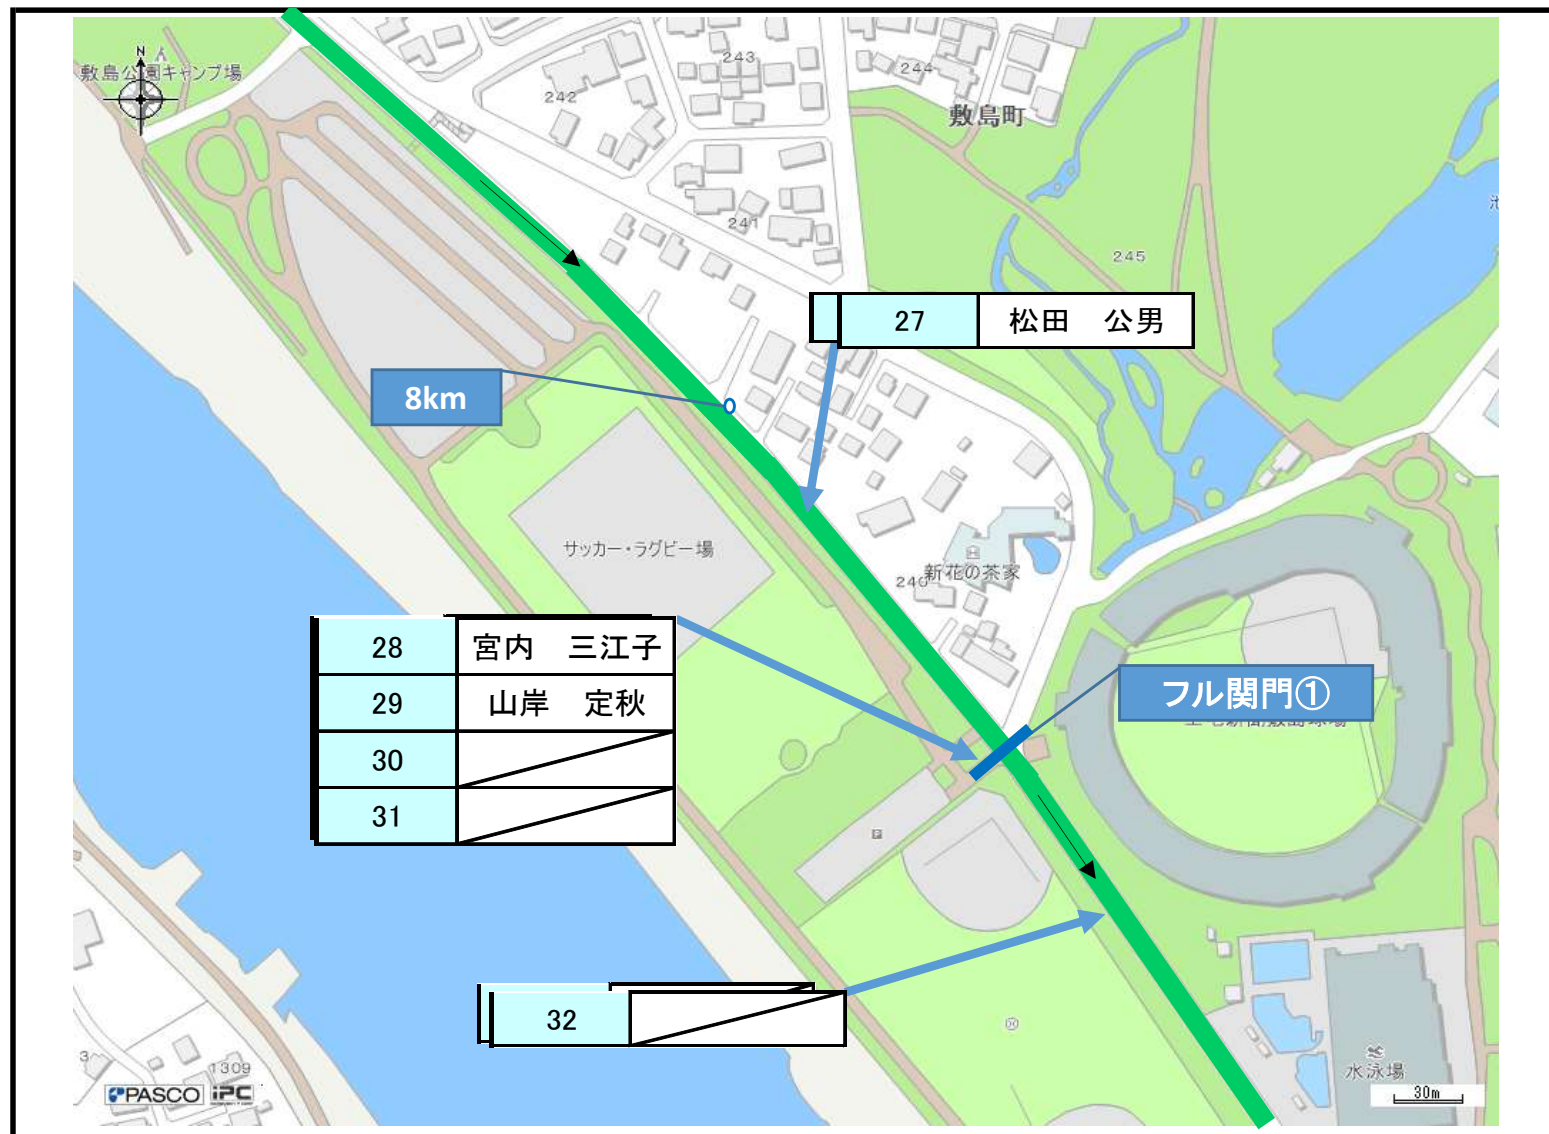 N
敷島公園キャンプ場
242
243
244
敷島町
241
245
池
27 松田　公男
8km
サッカー・ラグビー場
240
新花の茶家
28 宮内　三江子
29 山岸　定秋
30
31
フル関門①
P
32
水泳場
3
1309
PASCO iPC
30m